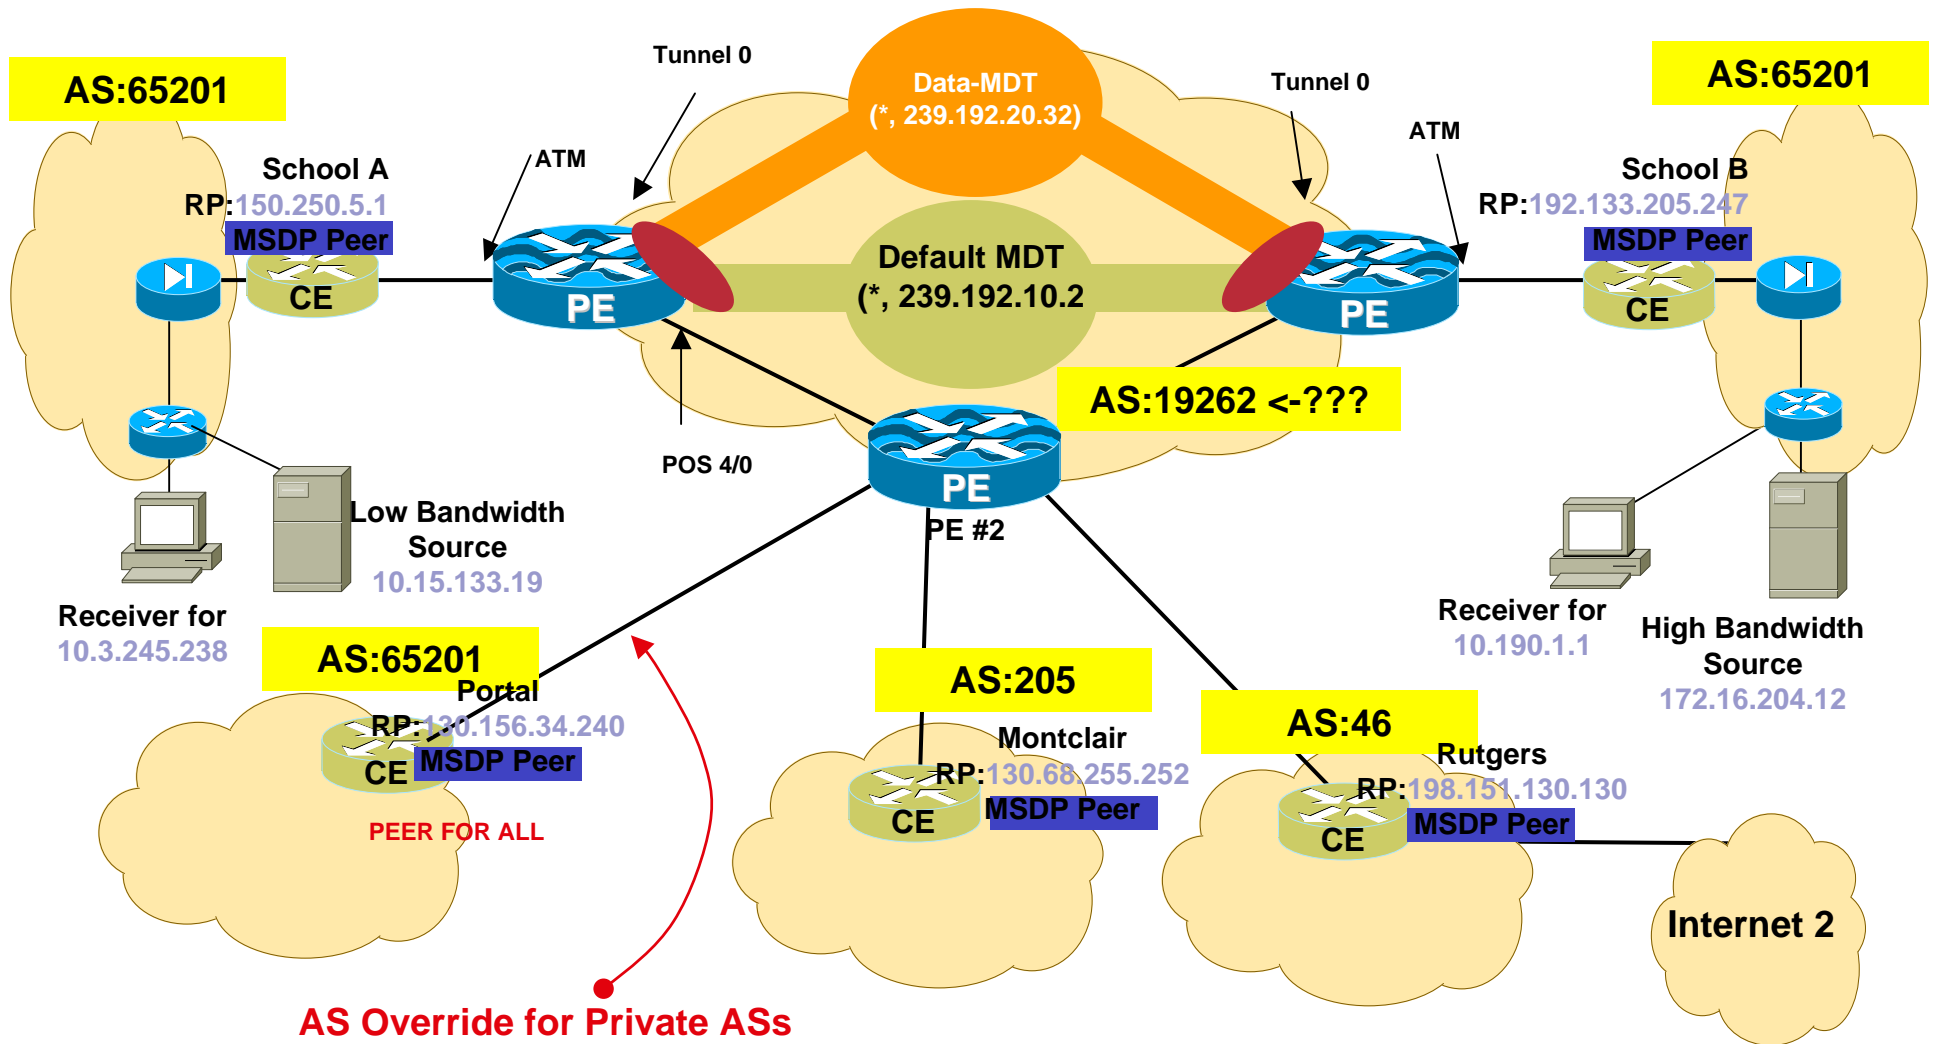 Tunnel 0
AS:65201
Data-MDT
(*, 239.192.20.32)
Tunnel 0
AS:65201
ATM
ATM
School A
RP:150.250.5.1
MSDP Peer
CE
PE
Default MDT
(*, 239.192.10.2
PE
School B
RP:192.133.205.247
MSDP Peer
CE
AS:19262 <-???
POS 4/0
PE
PE #2
Low Bandwidth
Source
10.15.133.19
Receiver for
10.3.245.238
Receiver for
10.190.1.1
High Bandwidth
Source
172.16.204.12
AS:65201
Portal
RP:130.156.34.240
MSDP Peer
CE
PEER FOR ALL
AS:205
Montclair
RP:130.68.255.252
MSDP Peer
CE
AS:46
Rutgers
RP:198.151.130.130
MSDP Peer
CE
Internet 2
AS Override for Private ASs